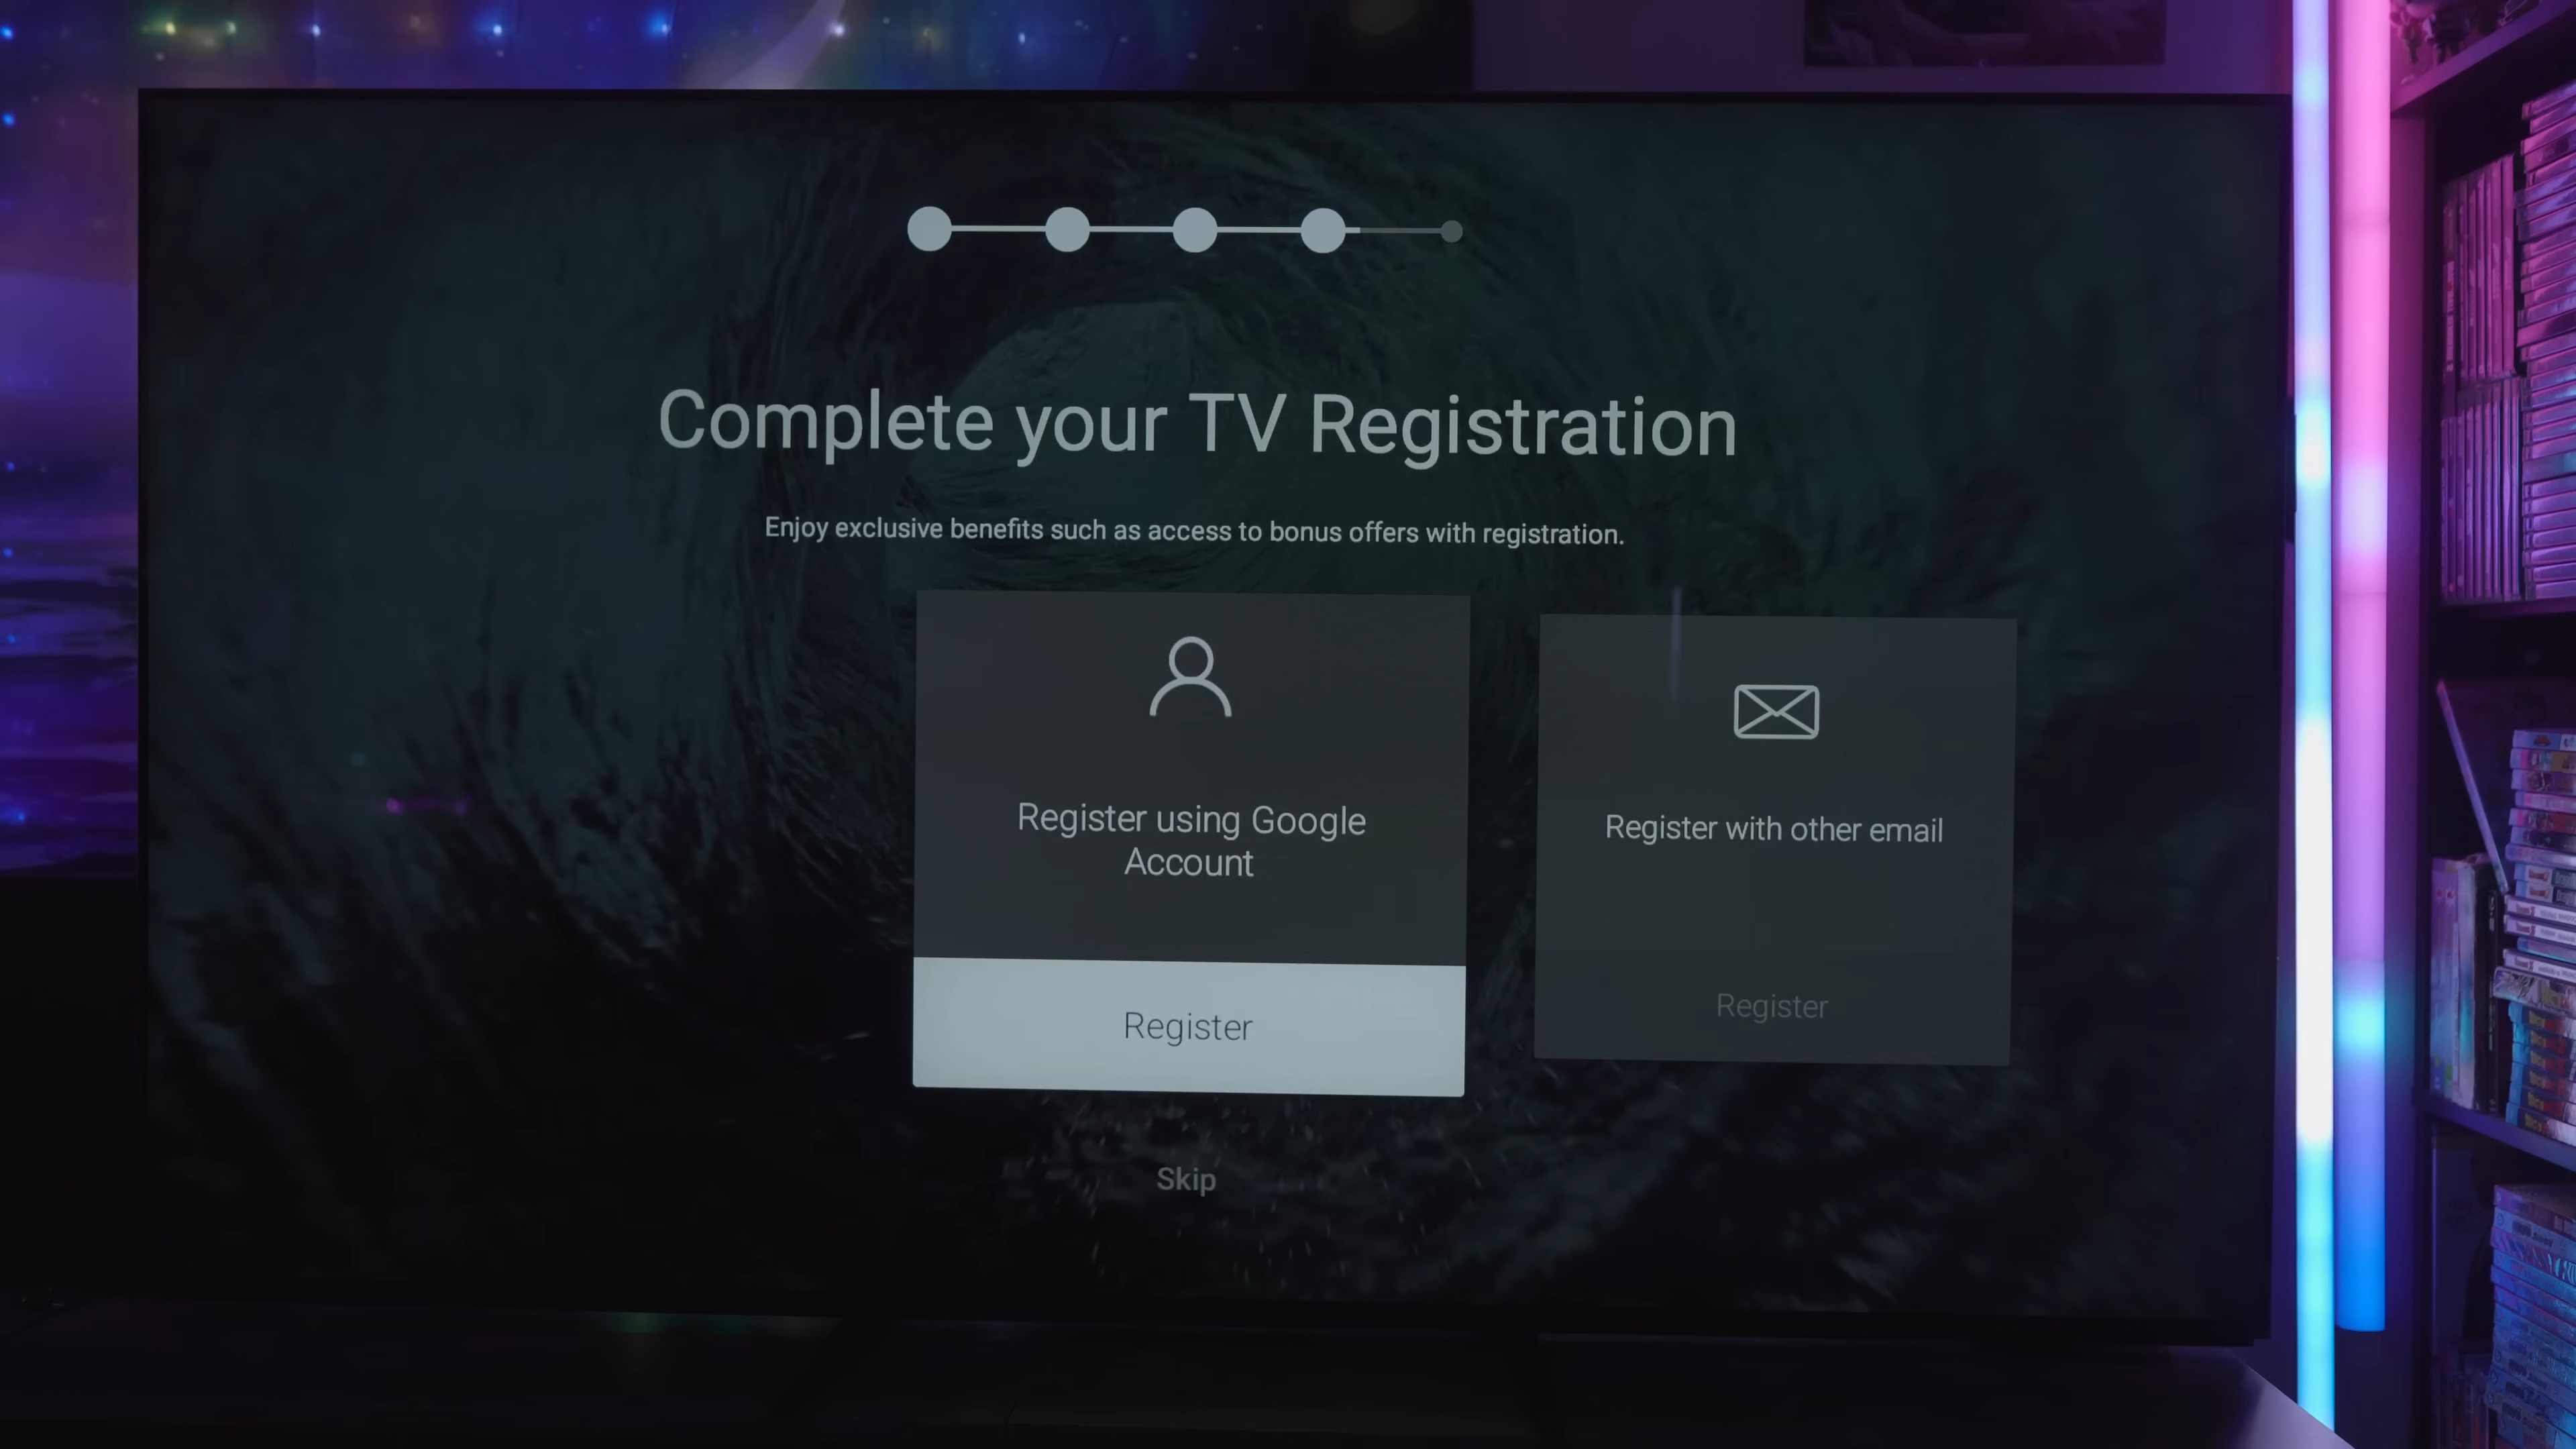 Complete your TV Registration
Enjoy exclusive benefits such as access to bonus offers with registration.
Register using Google
Account
Register
Register with other email
Register
Skip